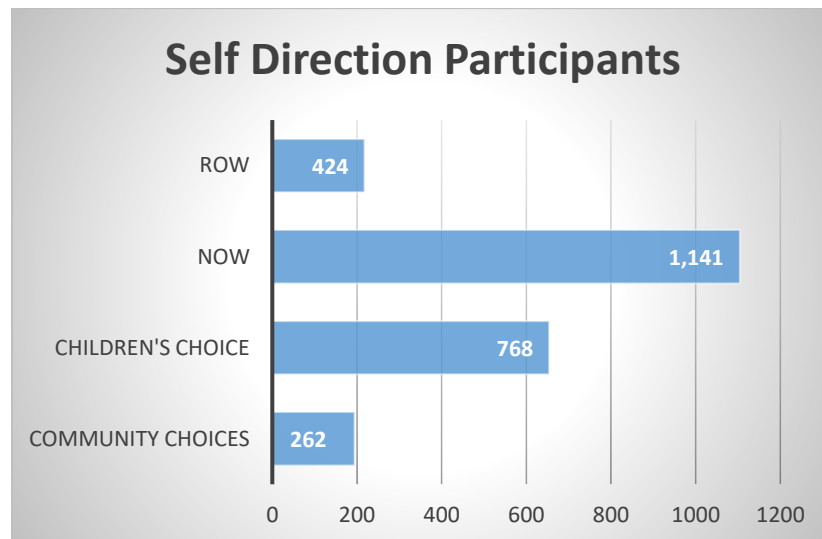 Self Direction Participants
ROW
424
NOW
1,141
CHILDREN'S CHOICE
768
COMMUNITY CHOICES
262
0 200 400 600 800 1000 1200